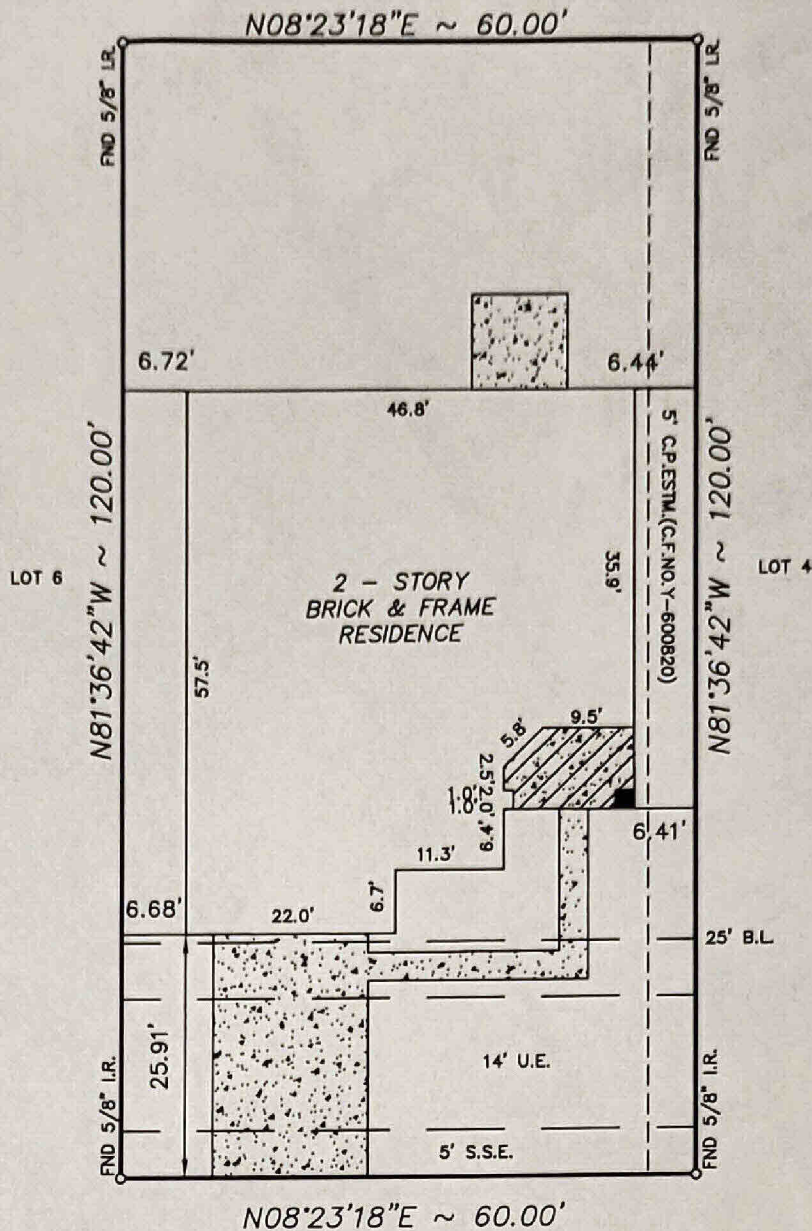 N08°23'18"E ~ 60.00'
FND 5/8" I.R.
FND 5/8" I.R.
6.72'
6.44'
46.8'
N81°36'42"W ~ 120.00'
5' C.P.ESTM.(C.F.NO.Y-600820)
N81°36'42"W ~ 120.00'
35.9'
LOT 6
LOT 4
2 - STORY
BRICK & FRAME
RESIDENCE
57.5'
9.5'
5.8'
2.5'
1.0'
2.0'
1.0'
6.4'
6.41'
11.3'
6.7'
6.68'
22.0'
25' B.L.
25.91'
14' U.E.
FND 5/8" I.R.
FND 5/8" I.R.
5' S.S.E.
N08°23'18"E ~ 60.00'